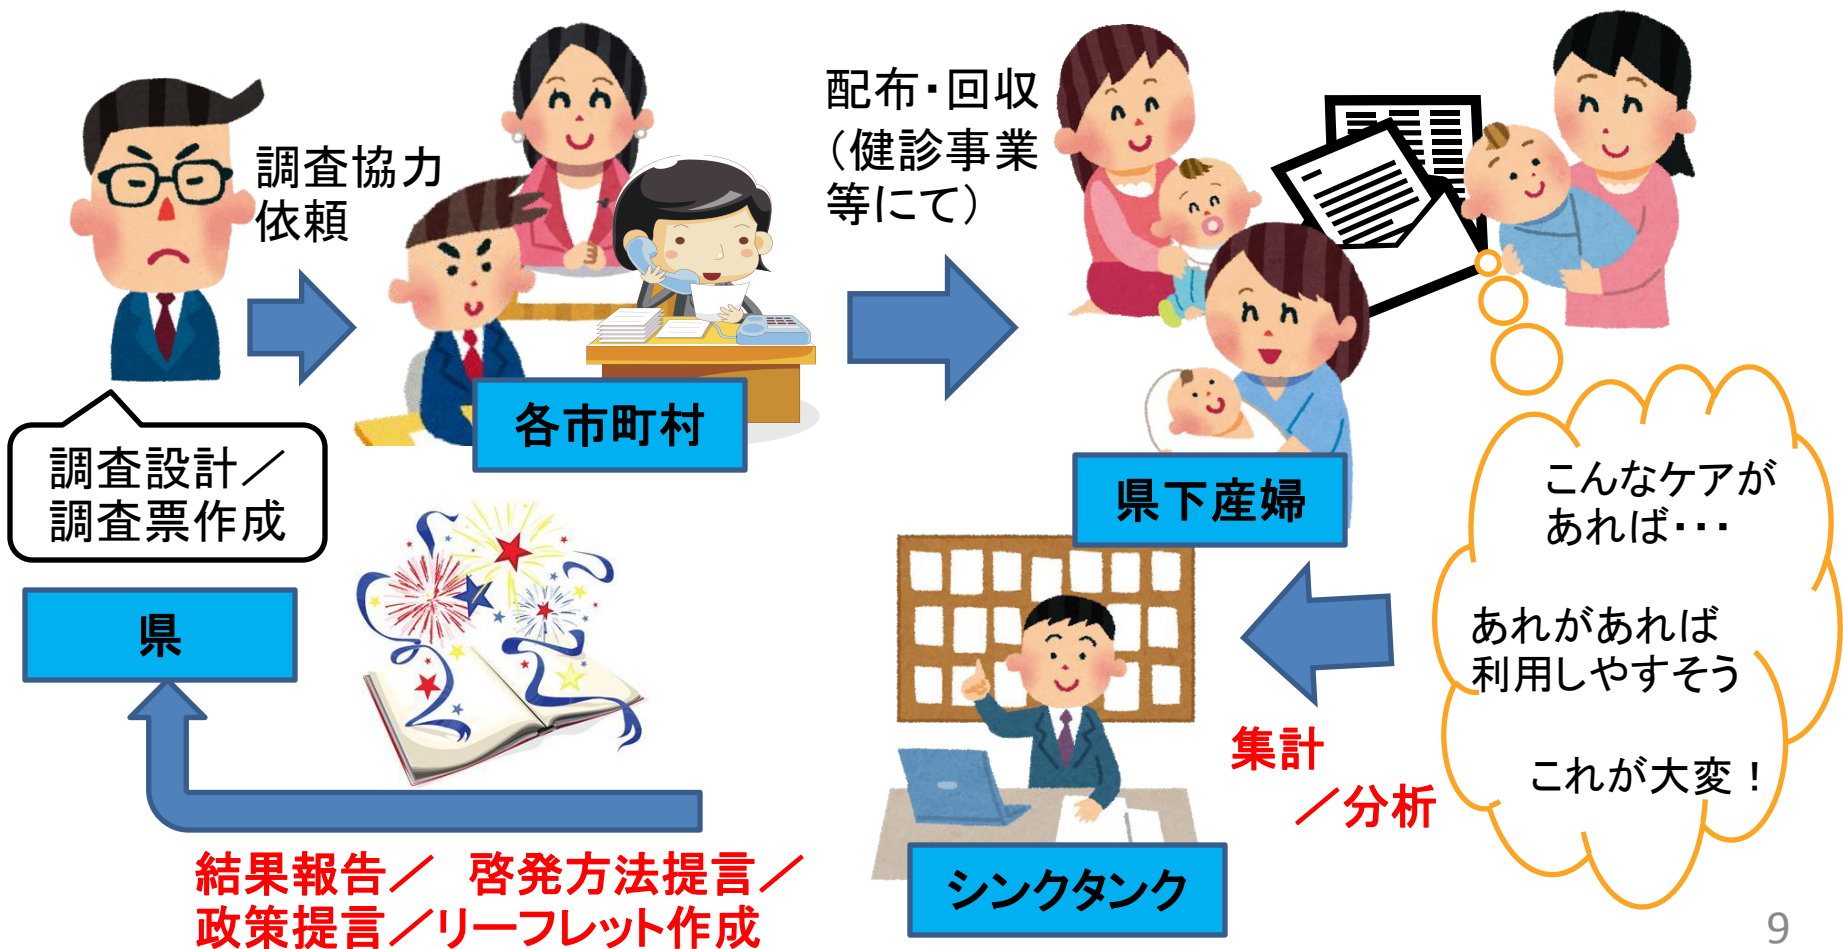 調査協力
依頼
配布・回収
（健診事業
等にて）
各市町村
調査設計／
調査票作成
県
県下産婦
こんなケアが
あれば・・・
あれがあれば
利用しやすそう
これが大変！
集計
／分析
シンクタンク
結果報告／　啓発方法提言／
政策提言／リーフレット作成
9